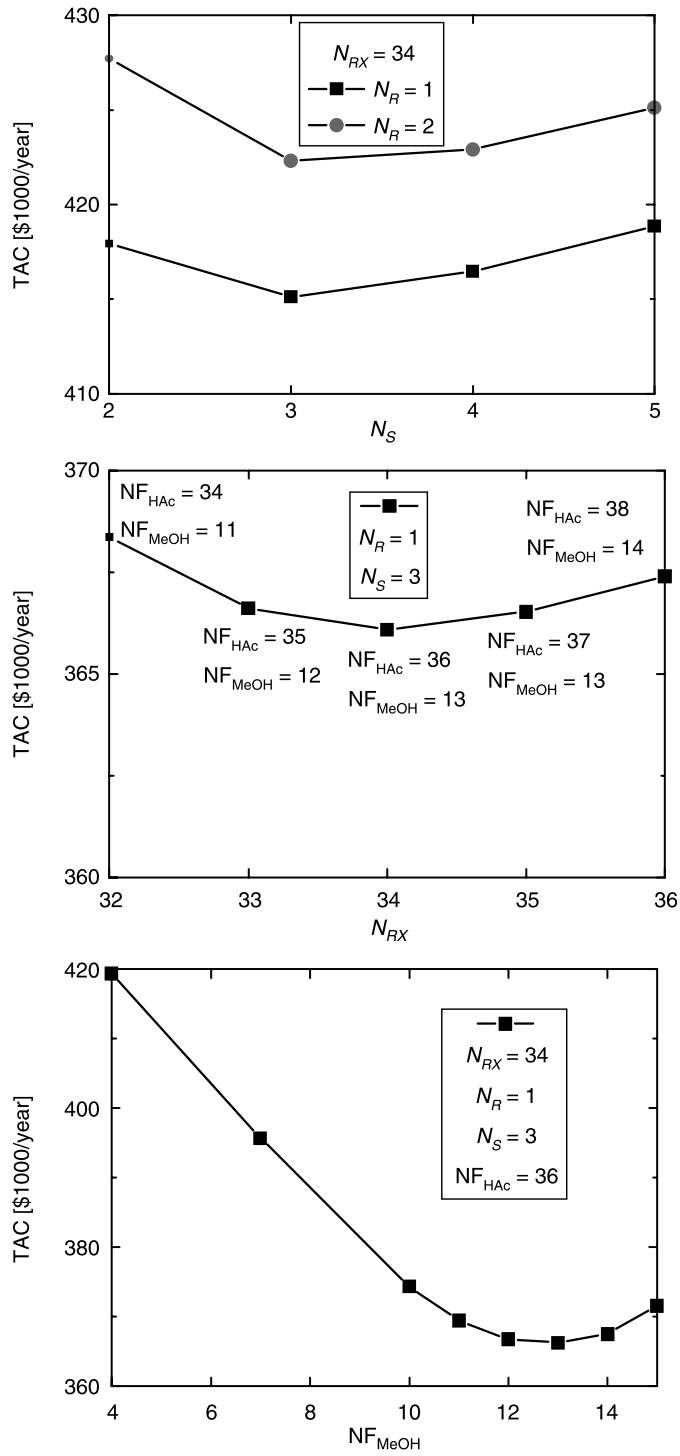 430
N_RX = 34
N_R = 1
N_R = 2
TAC [$1000/year]
420
410
2 3 4 5
N_S
370
NF_HAc = 34
NF_MeOH = 11
N_R = 1
N_S = 3
NF_HAc = 38
NF_MeOH = 14
NF_HAc = 35
NF_MeOH = 12
NF_HAc = 36
NF_MeOH = 13
NF_HAc = 37
NF_MeOH = 13
TAC [$1000/year]
365
360
32 33 34 35 36
N_RX
420
N_RX = 34
N_R = 1
N_S = 3
NF_HAc = 36
TAC [$1000/year]
400
380
360
4 6 8 10 12 14
NF_MeOH